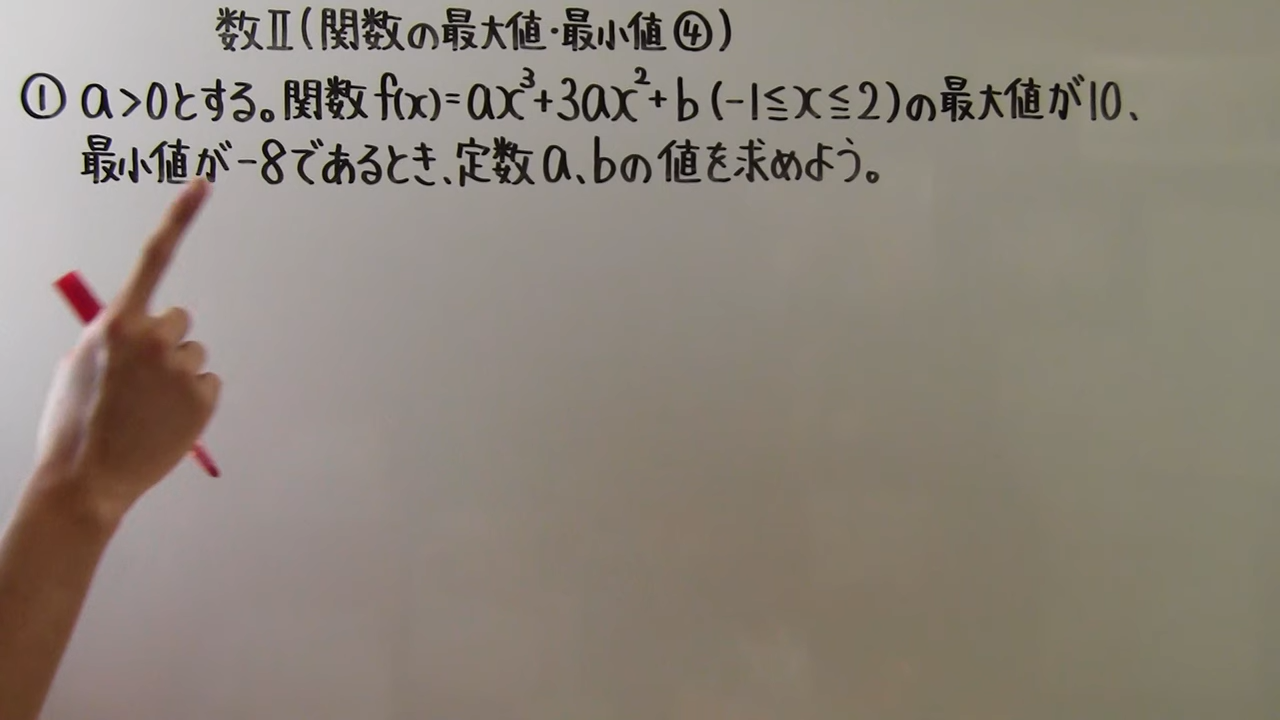 数Ⅱ(関数の最大値・最小値④)
① a>0とする。関数f(x)=ax³+3ax²+b(-1≦x≦2)の最大値が10、
最小値が-8であるとき、定数a、bの値を求めよう。